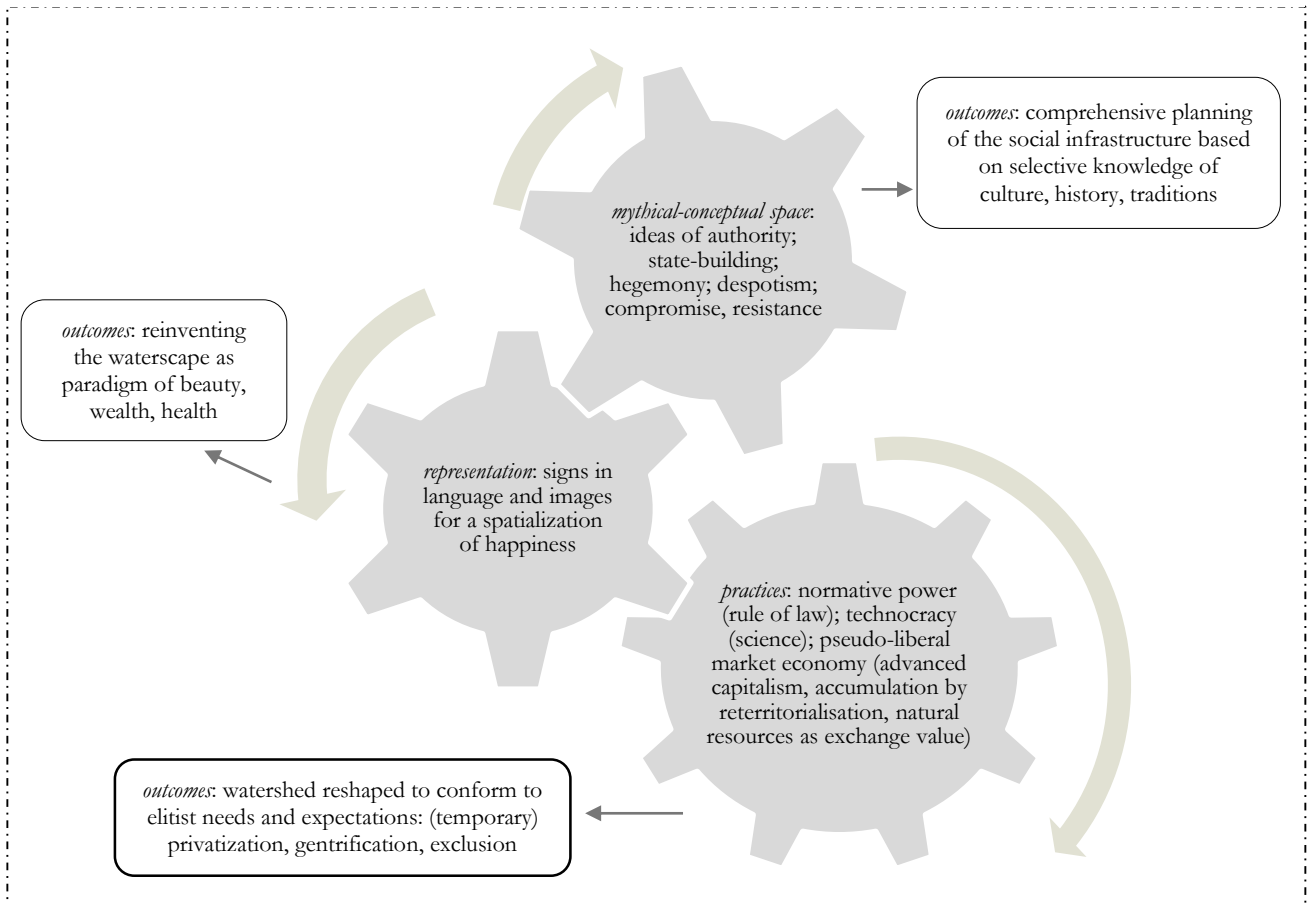 outcomes: comprehensive planning
of the social infrastructure based
on selective knowledge of
culture, history, traditions
mythical-conceptual space:
ideas of authority;
state-building;
hegemony; despotism;
compromise, resistance
outcomes: reinventing
the waterscape as
paradigm of beauty,
wealth, health
representation: signs in
language and images
for a spatialization
of happiness
practices: normative power
(rule of law); technocracy
(science); pseudo-liberal
market economy (advanced
capitalism, accumulation by
reterritorialisation, natural
resources as exchange value)
outcomes: watershed reshaped to conform to
elitist needs and expectations: (temporary)
privatization, gentrification, exclusion